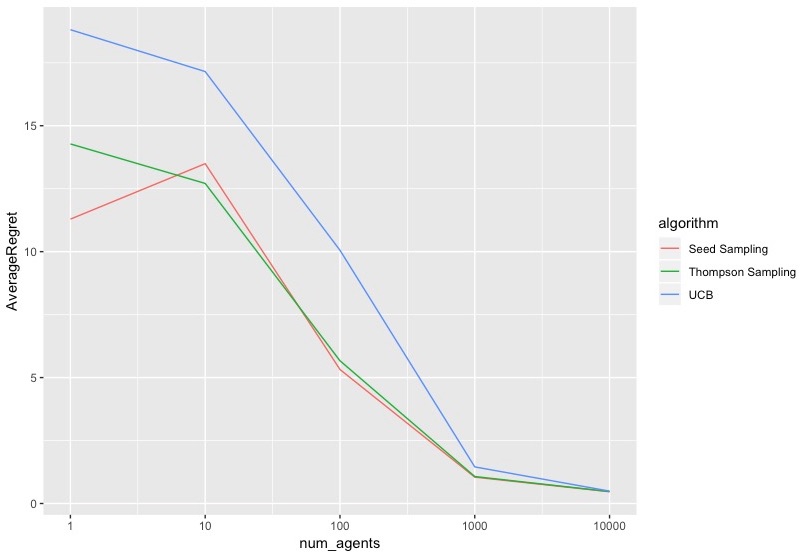 AverageRegret
15
10
5
0
1
10
100
1000
10000
num_agents
algorithm
Seed Sampling
Thompson Sampling
UCB